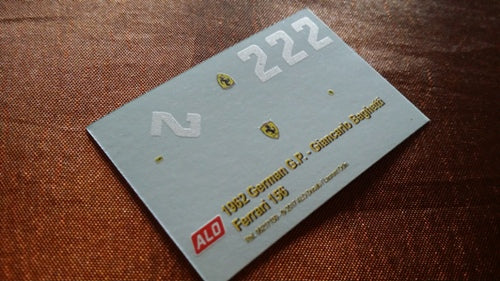 222
2
1962 German G.P. - Giancarlo Baghetti
Ferrari 156
ALO